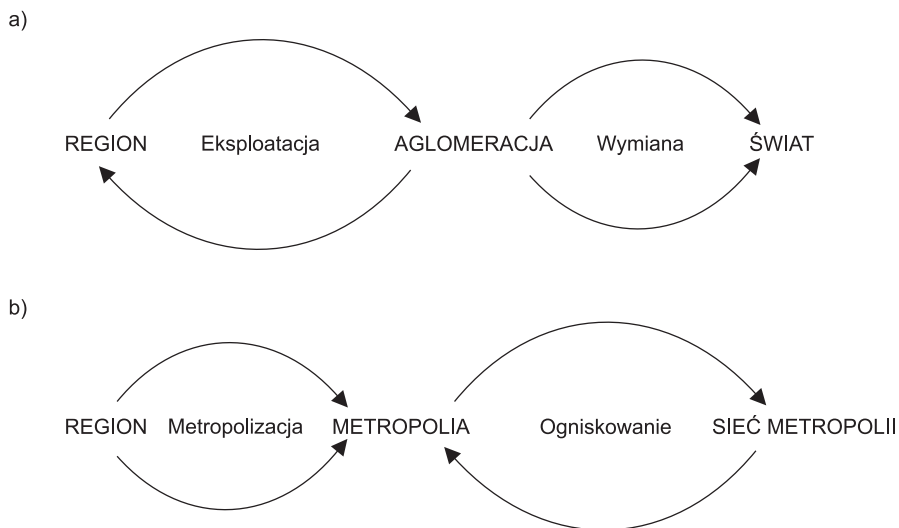 a)
REGION Eksploatacja AGLOMERACJA Wymiana ŚWIAT
b)
REGION Metropolizacja METROPOLIA Ogniskowanie SIEĆ METROPOLII